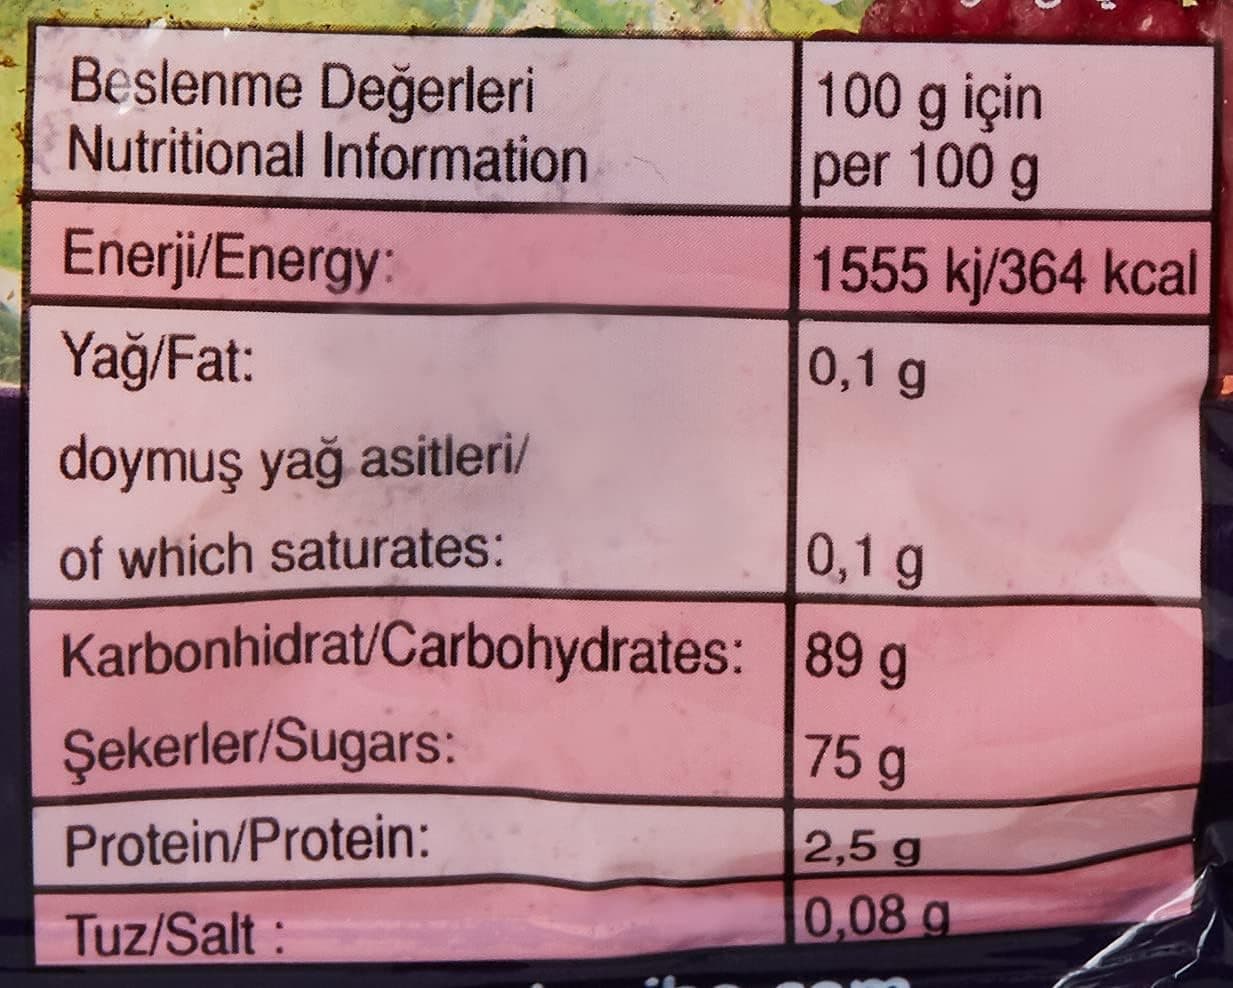 Beslenme Değerleri 100 g için
Nutritional Information per 100 g
Enerji/Energy: 1555 kj/364 kcal
Yağ/Fat: 0,1 g
doymuş yağ asitleri/
of which saturates: 0,1 g
Karbonhidrat/Carbohydrates: 89 g
Şekerler/Sugars: 75 g
Protein/Protein: 2,5 g
Tuz/Salt : 0,08 g